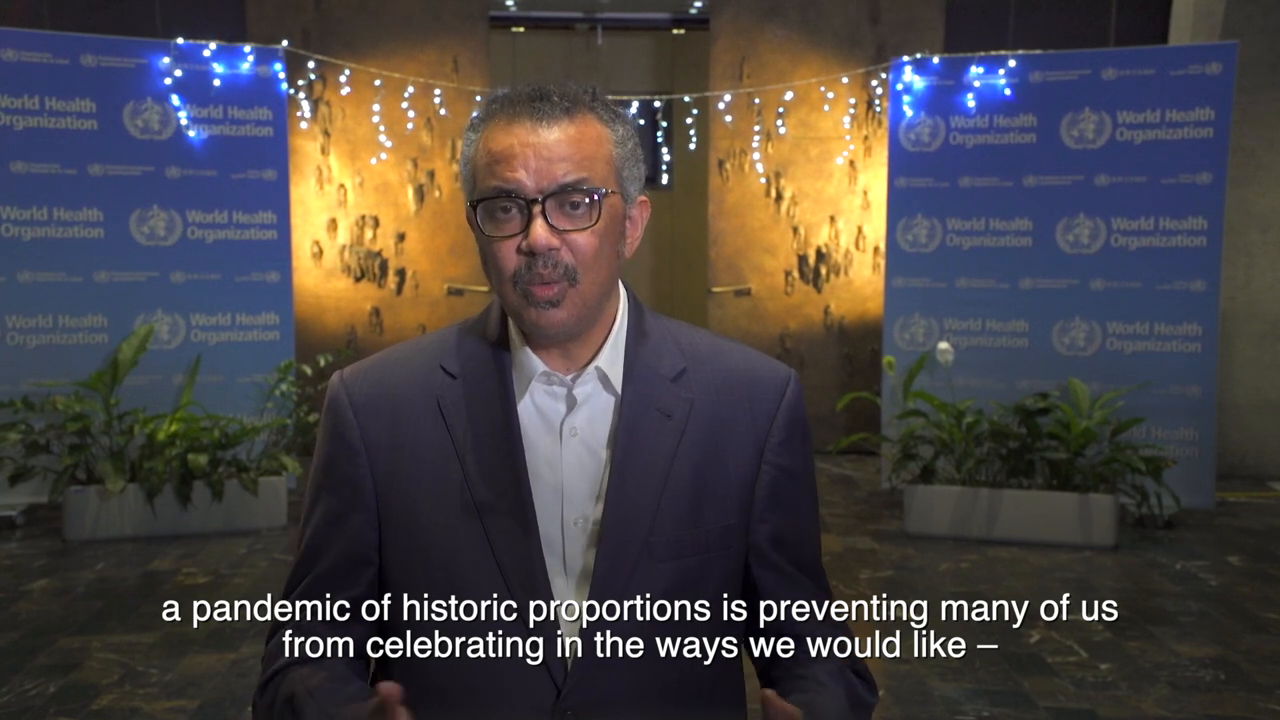 World Health
Organization
World Health
Organization
World Health
Organization
World Health
Organization
World Health
Organization
World Health
Organization
World Health
Organization
World Health
Organization
World Health
Organization
World Health
Organization
World Health
Organization
World Health
Organization
Health
a pandemic of historic proportions is preventing many of us
from celebrating in the ways we would like –